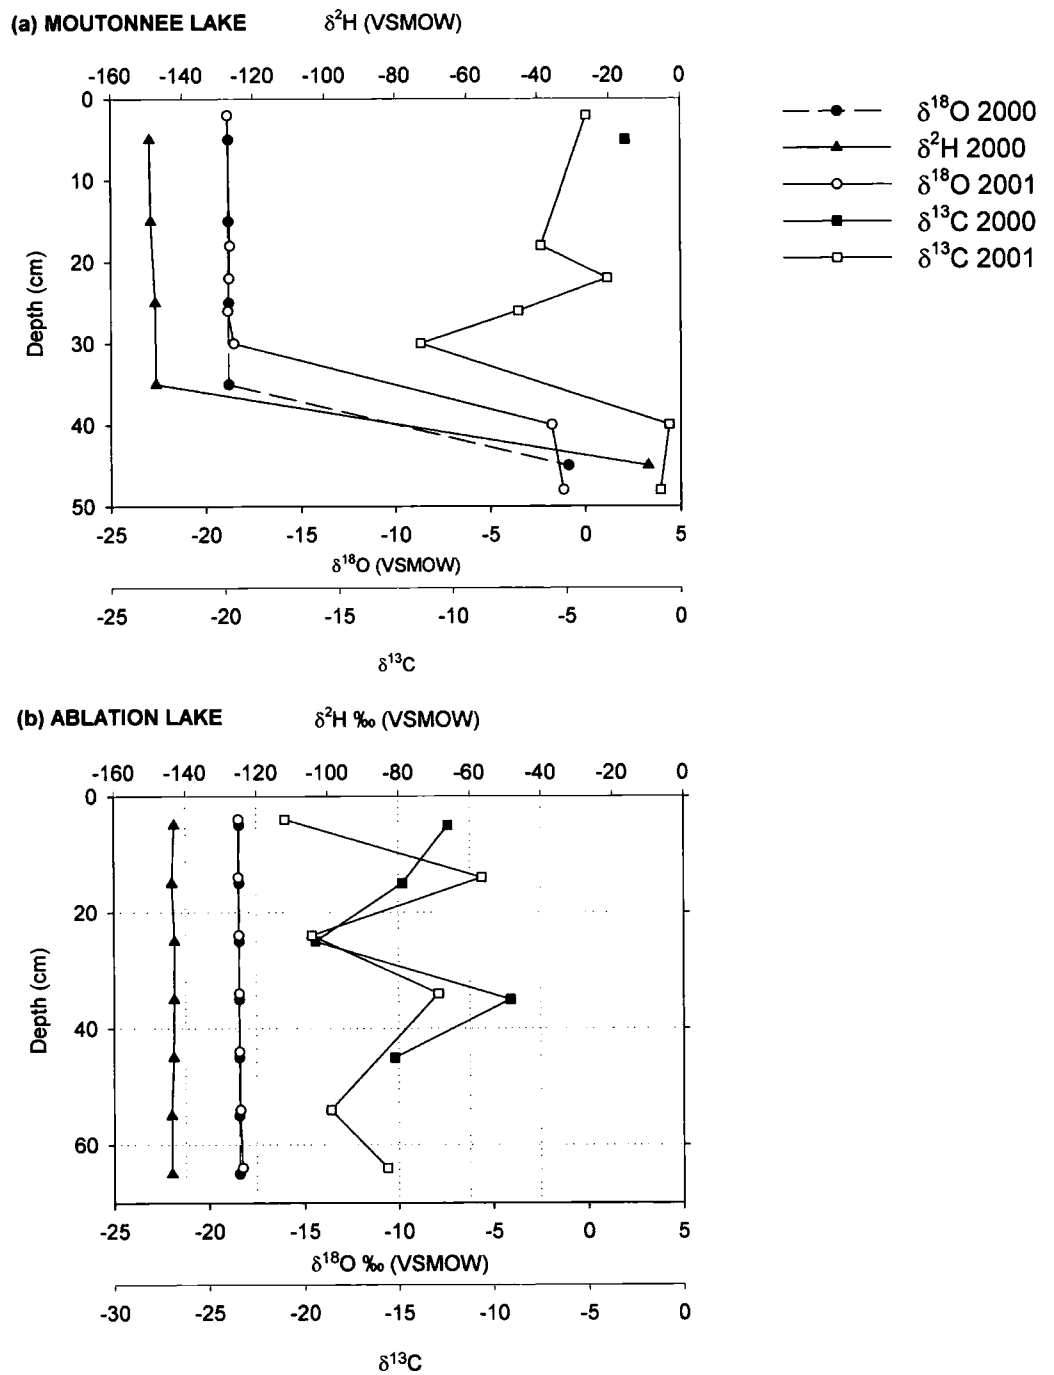 (a) MOUTONNEE LAKE δ²H (VSMOW)
-160 -140 -120 -100 -80 -60 -40 -20 0
0
10
20
30
40
50
Depth (cm)
-25 -20 -15 -10 -5 0 5
δ¹⁸O (VSMOW)
-25 -20 -15 -10 -5 0
δ¹³C
δ¹⁸O 2000
δ²H 2000
δ¹⁸O 2001
δ¹³C 2000
δ¹³C 2001
(b) ABLATION LAKE δ²H ‰ (VSMOW)
-160 -140 -120 -100 -80 -60 -40 -20 0
0
20
40
60
Depth (cm)
-25 -20 -15 -10 -5 0 5
δ¹⁸O ‰ (VSMOW)
-30 -25 -20 -15 -10 -5 0
δ¹³C